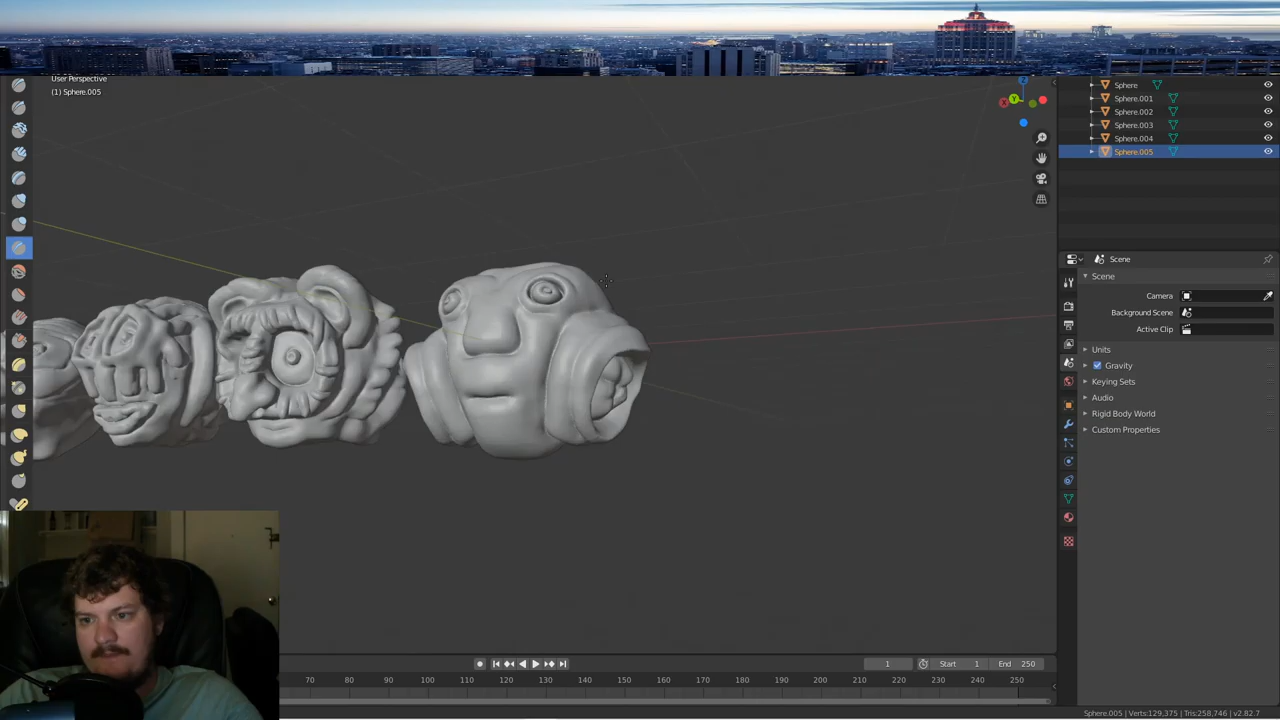 User Perspective
(1) Sphere.005
Sphere
Sphere.001
Sphere.002
Sphere.003
Sphere.004
Sphere.005
X
Y
Z
Scene
Scene
Camera
Background Scene
Active Clip
Units
Gravity
Keying Sets
Audio
Rigid Body World
Custom Properties
1
Start 1
End 250
70 80 90 100 110 120 130 140 150 160 170 180 190 200 210 220 230 240 250
Sphere.005 | Verts:129,375 | Tris:258,746 | v2.82.7